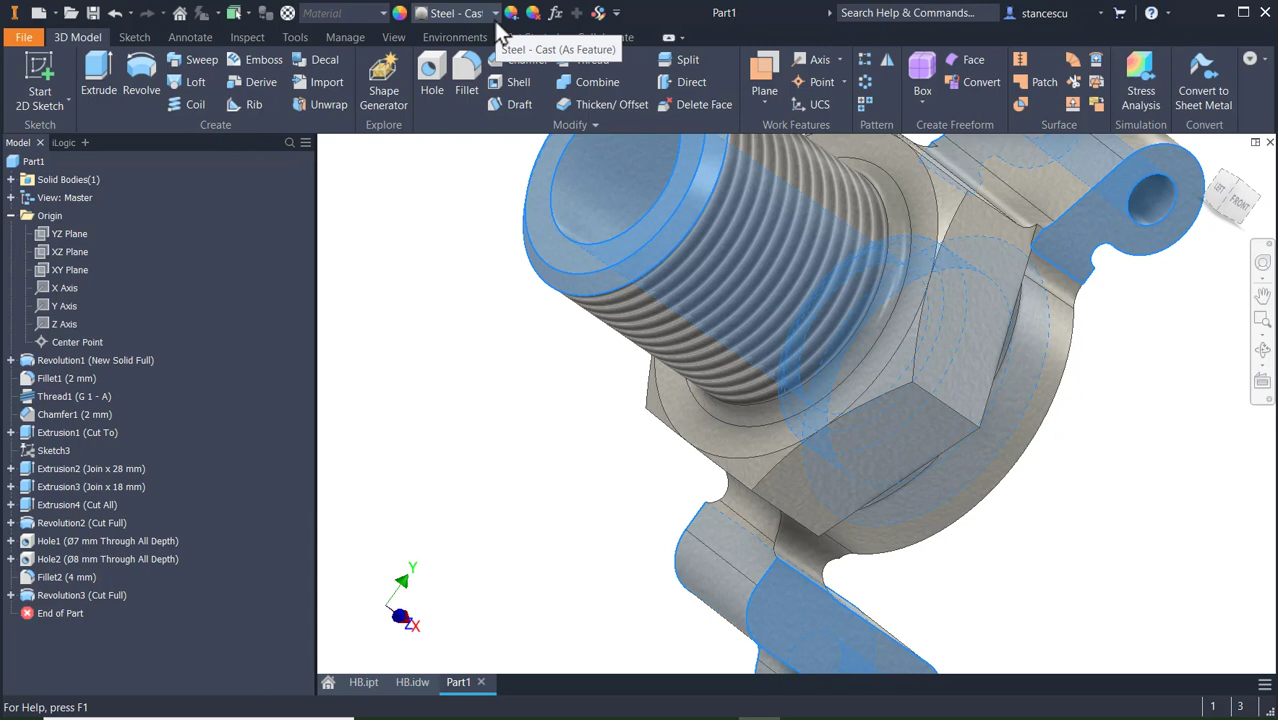 Material
Steel - Cas
Part1
Search Help & Commands...
stancescu
File
3D Model
Sketch
Annotate
Inspect
Tools
Manage
View
Environments
Steel - Cast (As Feature)
Start
2D Sketch
Extrude
Revolve
Sweep
Loft
Coil
Emboss
Derive
Rib
Decal
Import
Unwrap
Shape
Generator
Hole
Fillet
Shell
Draft
Combine
Thicken/ Offset
Split
Direct
Delete Face
Plane
Axis
Point
UCS
Box
Face
Convert
Patch
Stress
Analysis
Convert to
Sheet Metal
Sketch
Create
Explore
Modify
Work Features
Pattern
Create Freeform
Surface
Simulation
Convert
Model
iLogic
Part1
Solid Bodies(1)
View: Master
Origin
YZ Plane
XZ Plane
XY Plane
X Axis
Y Axis
Z Axis
Center Point
Revolution1 (New Solid Full)
Fillet1 (2 mm)
Thread1 (G 1 - A)
Chamfer1 (2 mm)
Extrusion1 (Cut To)
Sketch3
Extrusion2 (Join x 28 mm)
Extrusion3 (Join x 18 mm)
Extrusion4 (Cut All)
Revolution2 (Cut Full)
Hole1 (Ø7 mm Through All Depth)
Hole2 (Ø8 mm Through All Depth)
Fillet2 (4 mm)
Revolution3 (Cut Full)
End of Part
LEFT
FRONT
Y
Z
X
HB.ipt
HB.idw
Part1
For Help, press F1
1
3